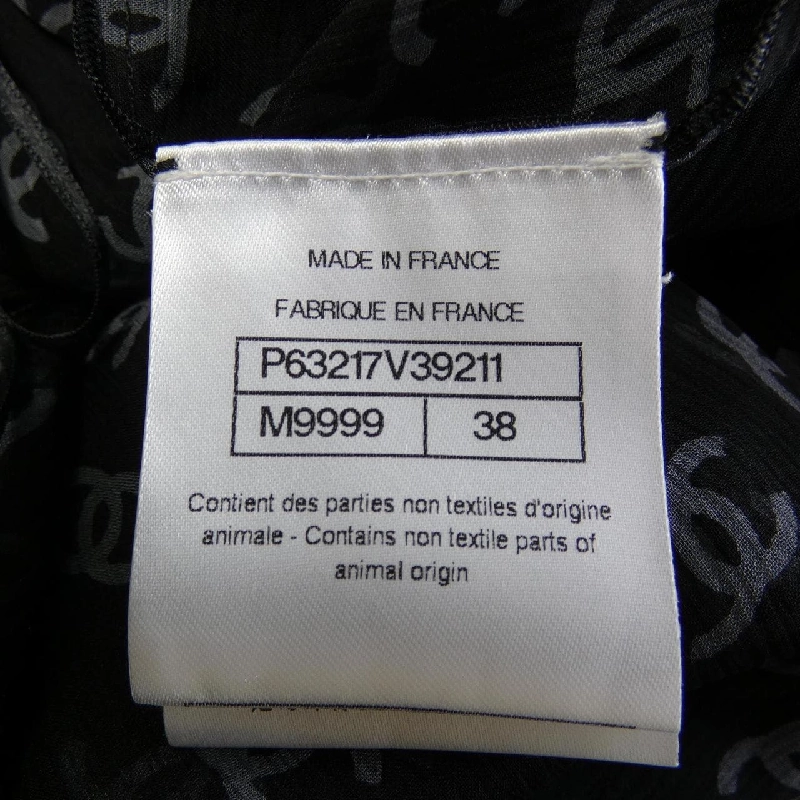 MADE IN FRANCE
FABRIQUE EN FRANCE
P63217V39211
M9999 38
Contient des parties non textiles d'origine
animale - Contains non textile parts of
animal origin